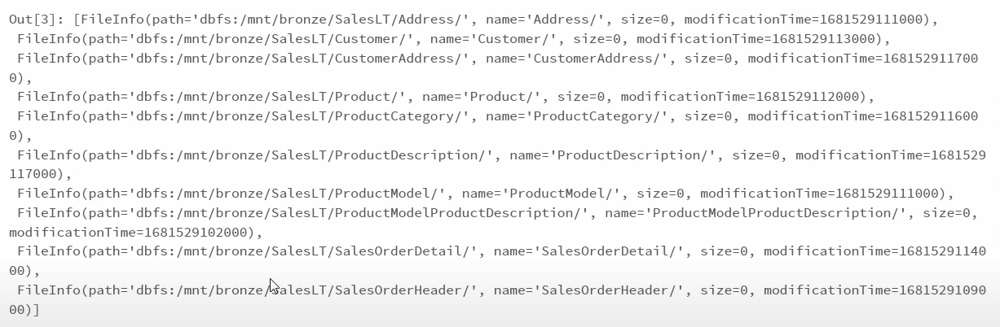 Out[3]: [FileInfo(path='dbfs:/mnt/bronze/SalesLT/Address/', name='Address/', size=0, modificationTime=1681529111000),
 FileInfo(path='dbfs:/mnt/bronze/SalesLT/Customer/', name='Customer/', size=0, modificationTime=1681529113000),
 FileInfo(path='dbfs:/mnt/bronze/SalesLT/CustomerAddress/', name='CustomerAddress/', size=0, modificationTime=168152911700
0),
 FileInfo(path='dbfs:/mnt/bronze/SalesLT/Product/', name='Product/', size=0, modificationTime=1681529112000),
 FileInfo(path='dbfs:/mnt/bronze/SalesLT/ProductCategory/', name='ProductCategory/', size=0, modificationTime=168152911600
0),
 FileInfo(path='dbfs:/mnt/bronze/SalesLT/ProductDescription/', name='ProductDescription/', size=0, modificationTime=1681529
117000),
 FileInfo(path='dbfs:/mnt/bronze/SalesLT/ProductModel/', name='ProductModel/', size=0, modificationTime=1681529111000),
 FileInfo(path='dbfs:/mnt/bronze/SalesLT/ProductModelProductDescription/', name='ProductModelProductDescription/', size=0,
modificationTime=1681529102000),
 FileInfo(path='dbfs:/mnt/bronze/SalesLT/SalesOrderDetail/', name='SalesOrderDetail/', size=0, modificationTime=16815291140
00),
 FileInfo(path='dbfs:/mnt/bronze/SalesLT/SalesOrderHeader/', name='SalesOrderHeader/', size=0, modificationTime=16815291090
00)]